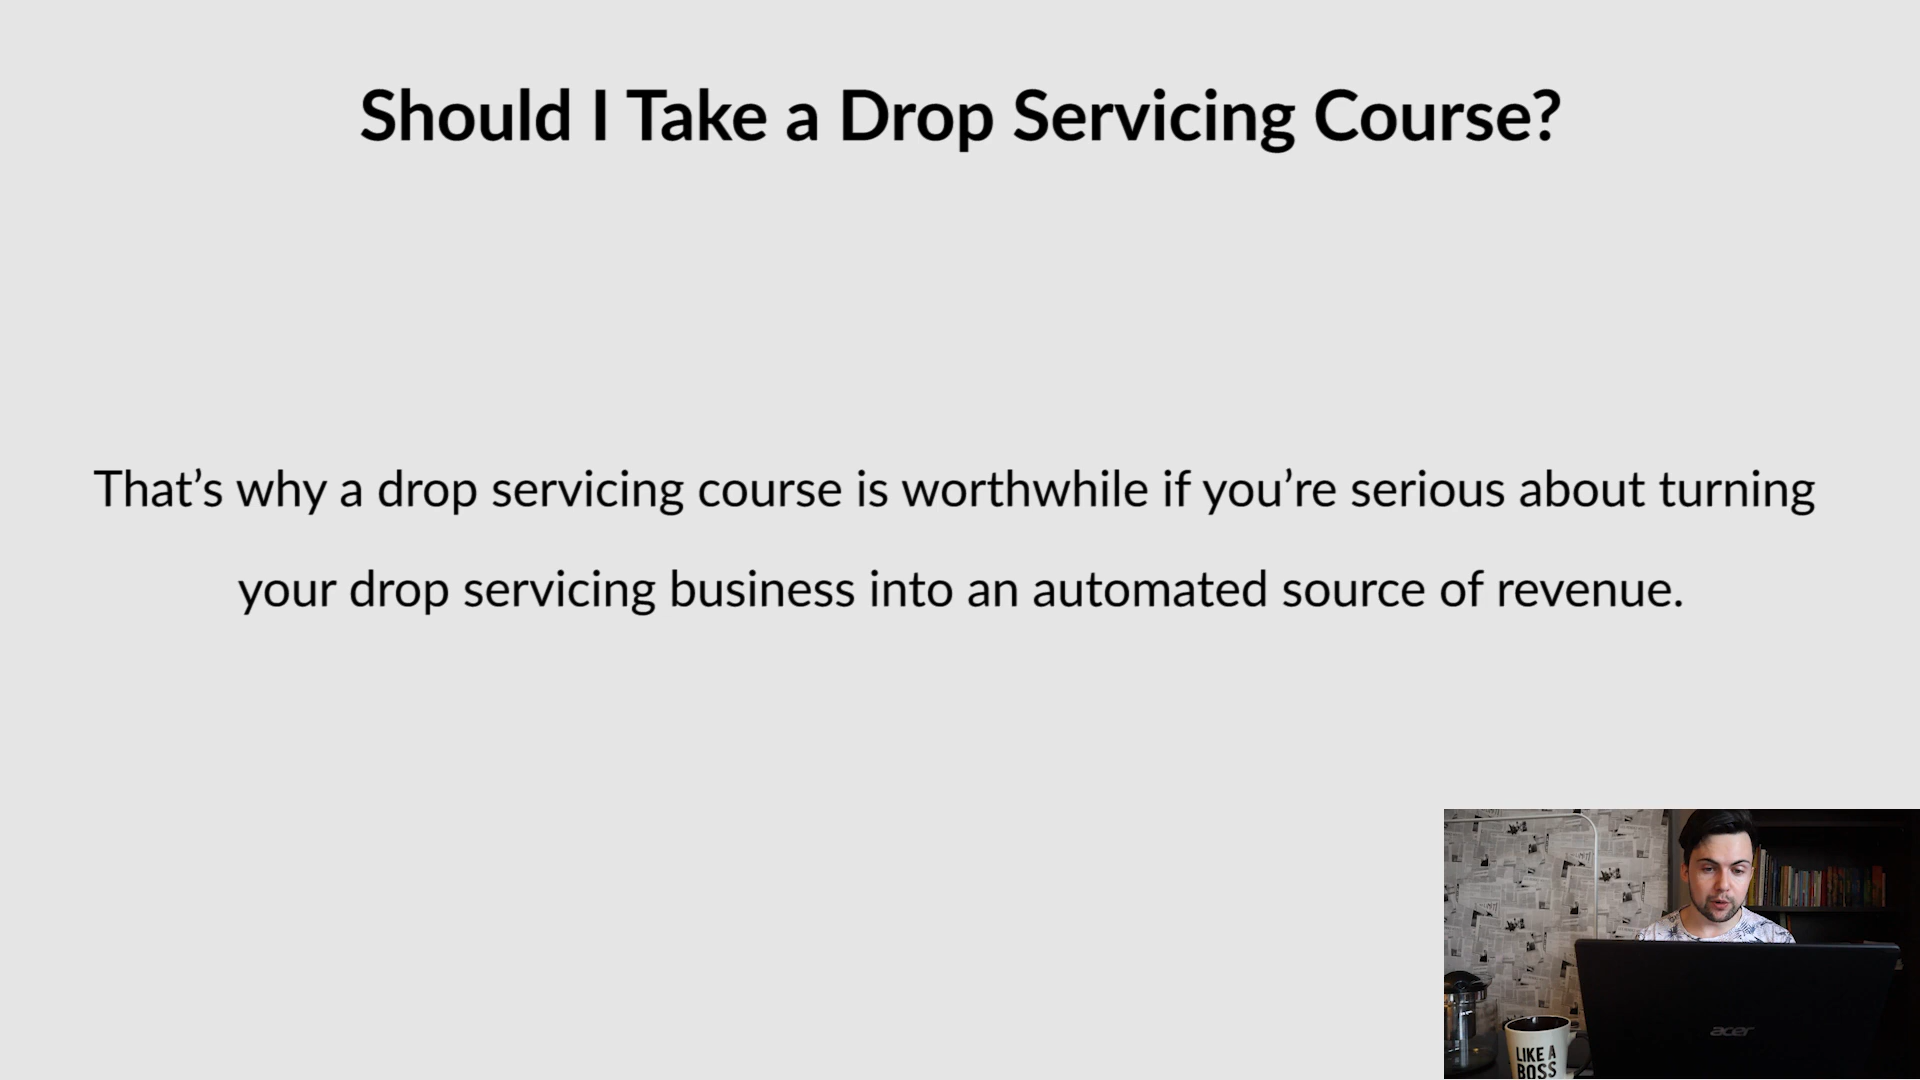 Should I Take a Drop Servicing Course?
That’s why a drop servicing course is worthwhile if you’re serious about turning
your drop servicing business into an automated source of revenue.
acer
LIKE A
BOSS